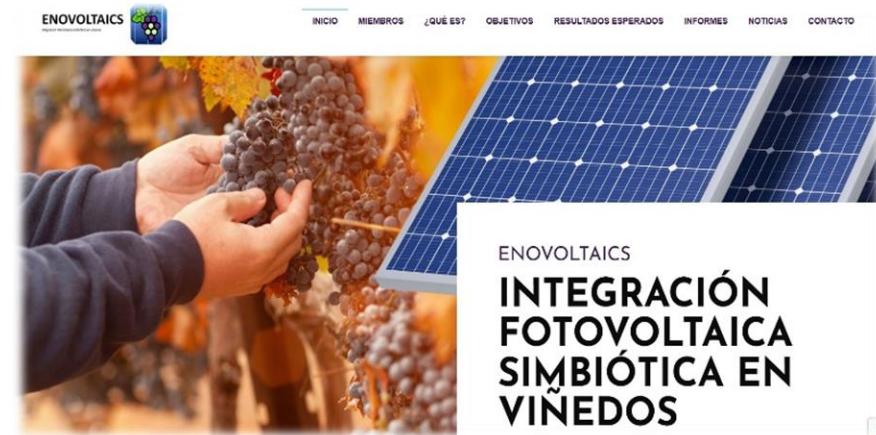 ENOVOLTAICS
INICIO MIEMBROS ¿QUÉ ES? OBJETIVOS RESULTADOS ESPERADOS INFORMES NOTICIAS CONTACTO
ENOVOLTAICS
INTEGRACIÓN
FOTOVOLTAICA
SIMBIÓTICA EN
VIÑEDOS